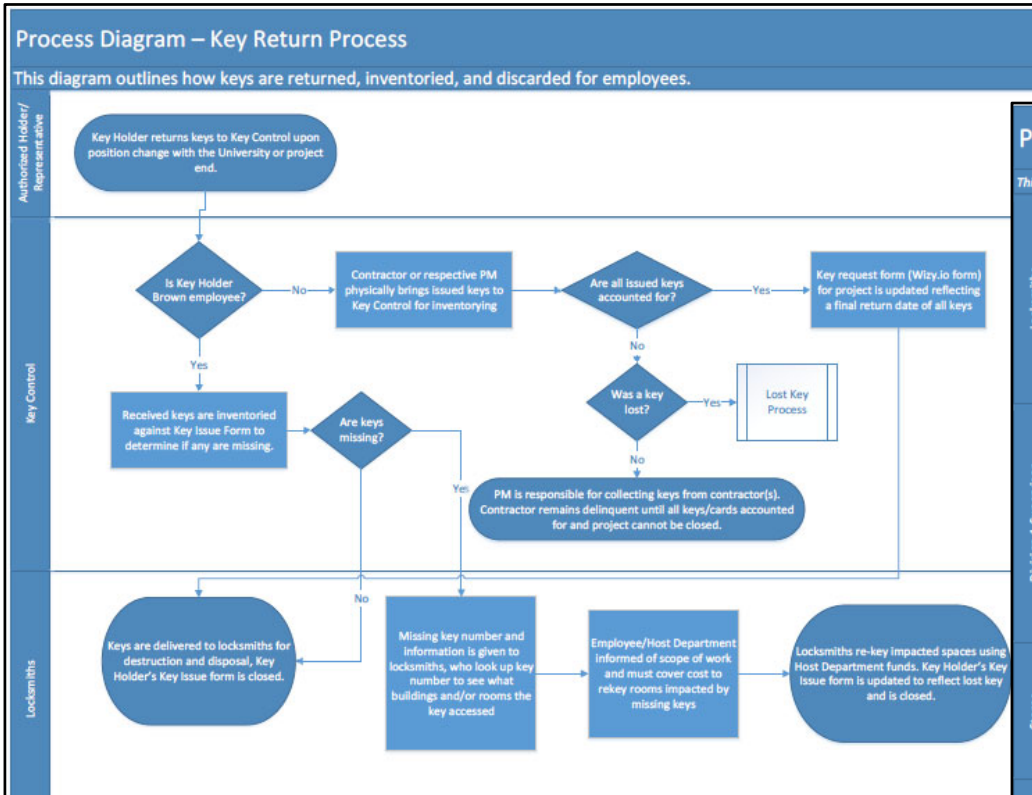 Process Diagram – Key Return Process
This diagram outlines how keys are returned, inventoried, and discarded for employees.
Authorized Holder/
Representative
Key Holder returns keys to Key Control upon
position change with the University or project
end.
Key Control
Is Key Holder
Brown employee?
No
Contractor or respective PM
physically brings issued keys to
Key Control for inventorying
Are all issued keys
accounted for?
Yes
Key request form (Wizy.io form)
for project is updated reflecting
a final return date of all keys
Yes
No
Received keys are inventoried
against Key Issue Form to
determine if any are missing.
Are keys
missing?
Was a key
lost?
Yes
Lost Key
Process
No
Yes
PM is responsible for collecting keys from contractor(s).
Contractor remains delinquent until all keys/cards accounted
for and project cannot be closed.
Locksmiths
No
Keys are delivered to locksmiths for
destruction and disposal, Key
Holder's Key Issue form is closed.
Missing key number and
information is given to
locksmiths, who look up key
number to see what
buildings and/or rooms the
key accessed
Employee/Host Department
informed of scope of work
and must cover cost to
rekey rooms impacted by
missing keys
Locksmiths re-key impacted spaces using
Host Department funds. Key Holder's Key
Issue form is updated to reflect lost key
and is closed.
P
Thi